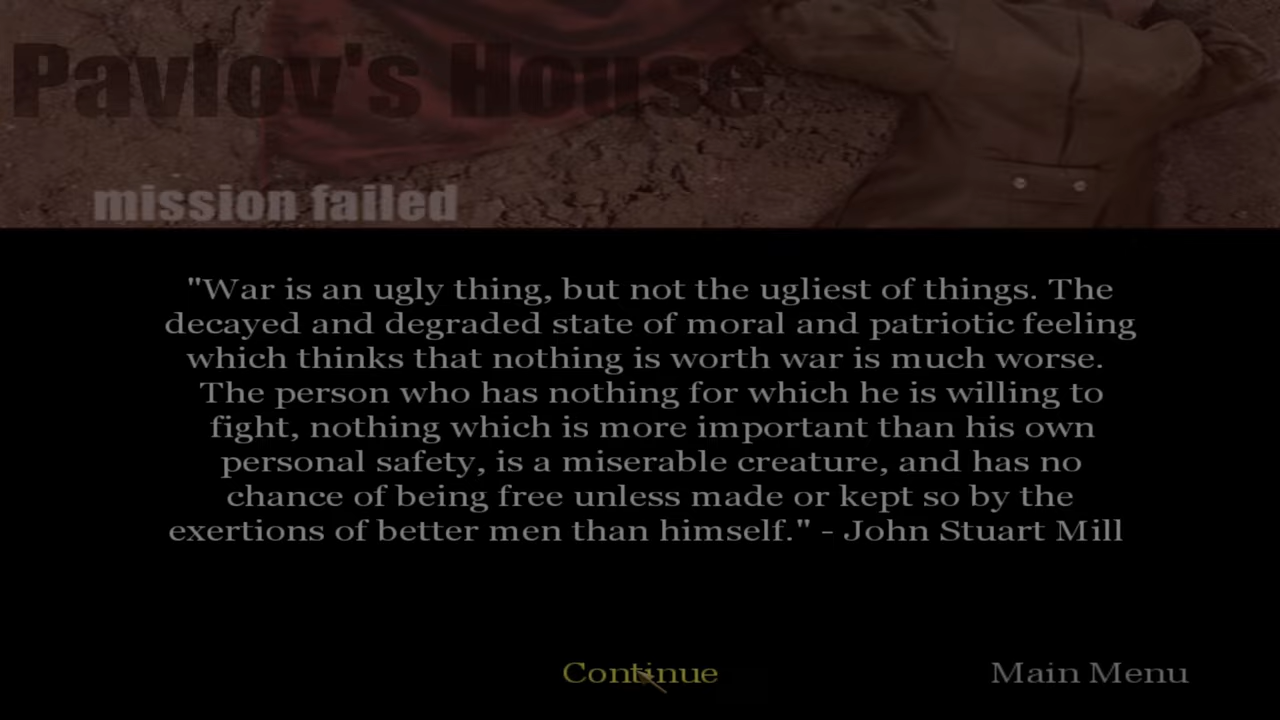 Pavlov's House
mission failed
"War is an ugly thing, but not the ugliest of things. The
decayed and degraded state of moral and patriotic feeling
which thinks that nothing is worth war is much worse.
The person who has nothing for which he is willing to
fight, nothing which is more important than his own
personal safety, is a miserable creature, and has no
chance of being free unless made or kept so by the
exertions of better men than himself." - John Stuart Mill
Continue
Main Menu